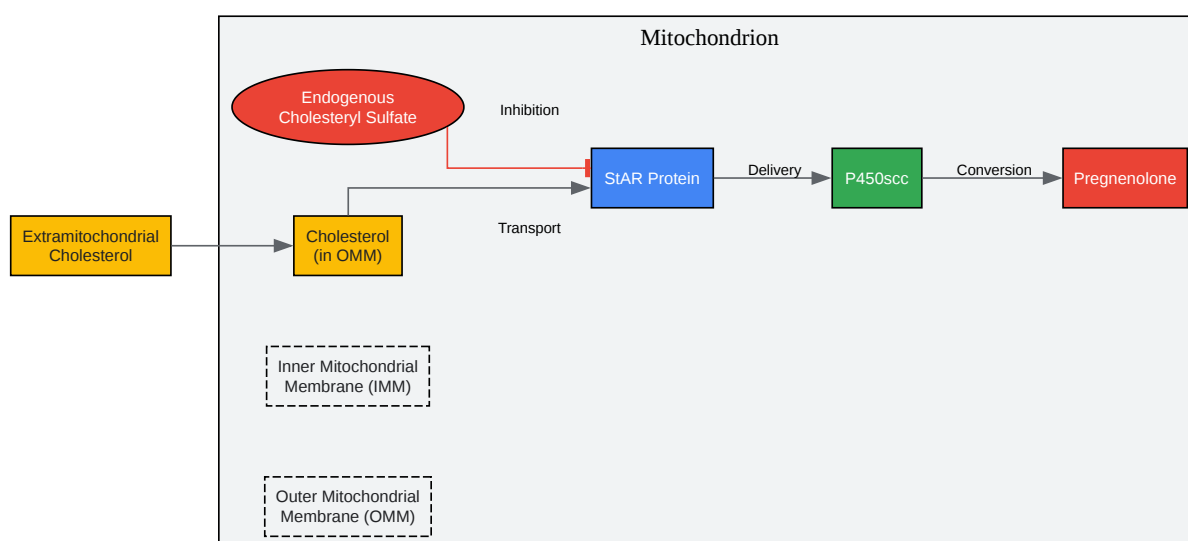 Mitochondrion
Endogenous
Cholesteryl Sulfate
Inhibition
StAR Protein
Delivery
P450scc
Conversion
Pregnenolone
Transport
Extramitochondrial
Cholesterol
Cholesterol
(in OMM)
Inner Mitochondrial
Membrane (IMM)
Outer Mitochondrial
Membrane (OMM)